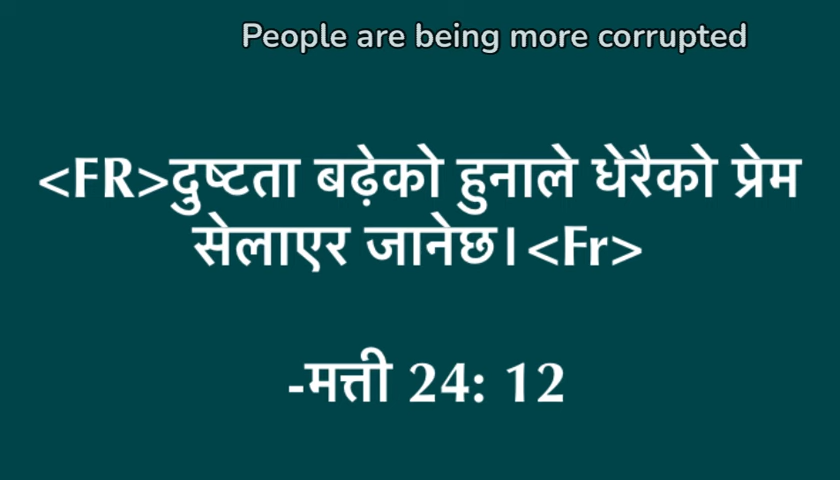 People are being more corrupted
<FR>दुष्टता बढ़ेको हुनाले धेरैको प्रेम
सेलाएर जानेछ।<Fr>
-मत्ती 24: 12